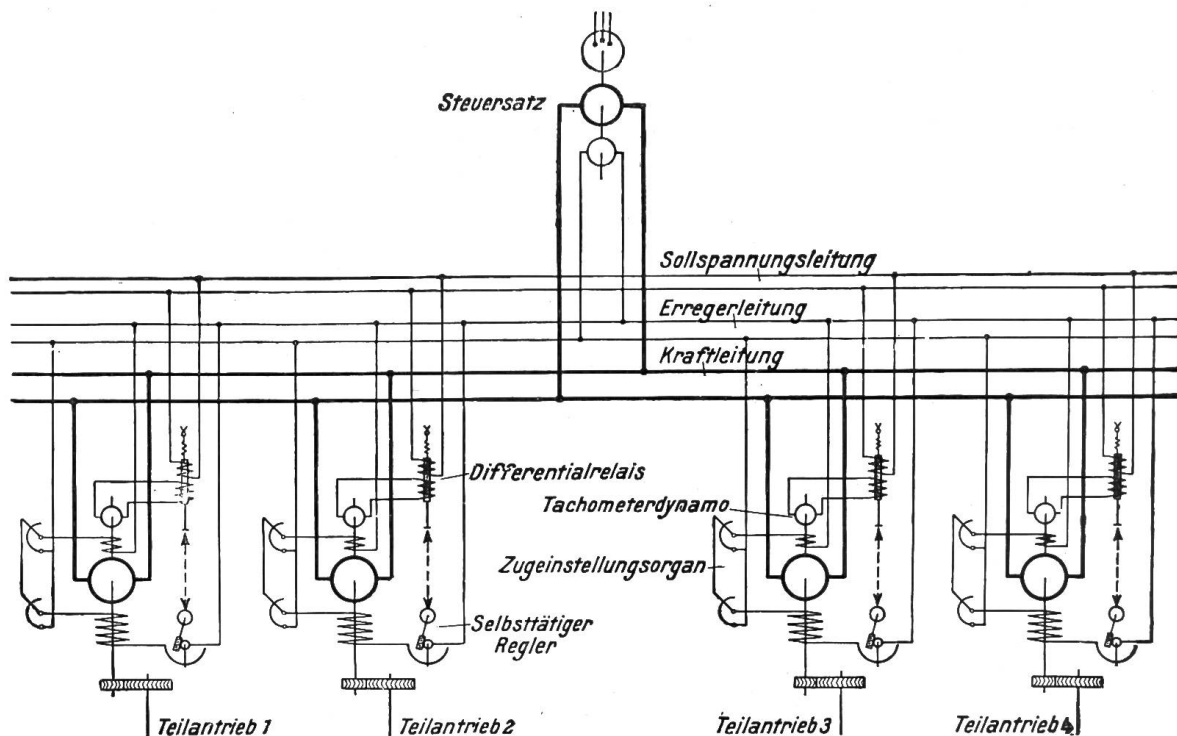 Steuersatz
Sollspannungsleitung
Erregerleitung
Kraftleitung
Differentialrelais
Tachometerdynamo
Zugeinstellungsorgan
Selbsttätiger
Regler
Teilantrieb 1
Teilantrieb 2
Teilantrieb 3
Teilantrieb 4